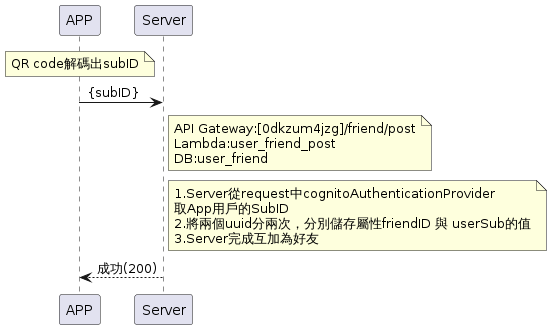 APP Server
QR code解碼出subID
{subID}
API Gateway:[0dkzum4jzg]/friend/post
Lambda:user_friend_post
DB:user_friend
1.Server從request中cognitoAuthenticationProvider
取App用戶的SubID
2.將兩個uuid分兩次，分別儲存屬性friendID 與 userSub的值
3.Server完成互加為好友
成功(200)
APP Server